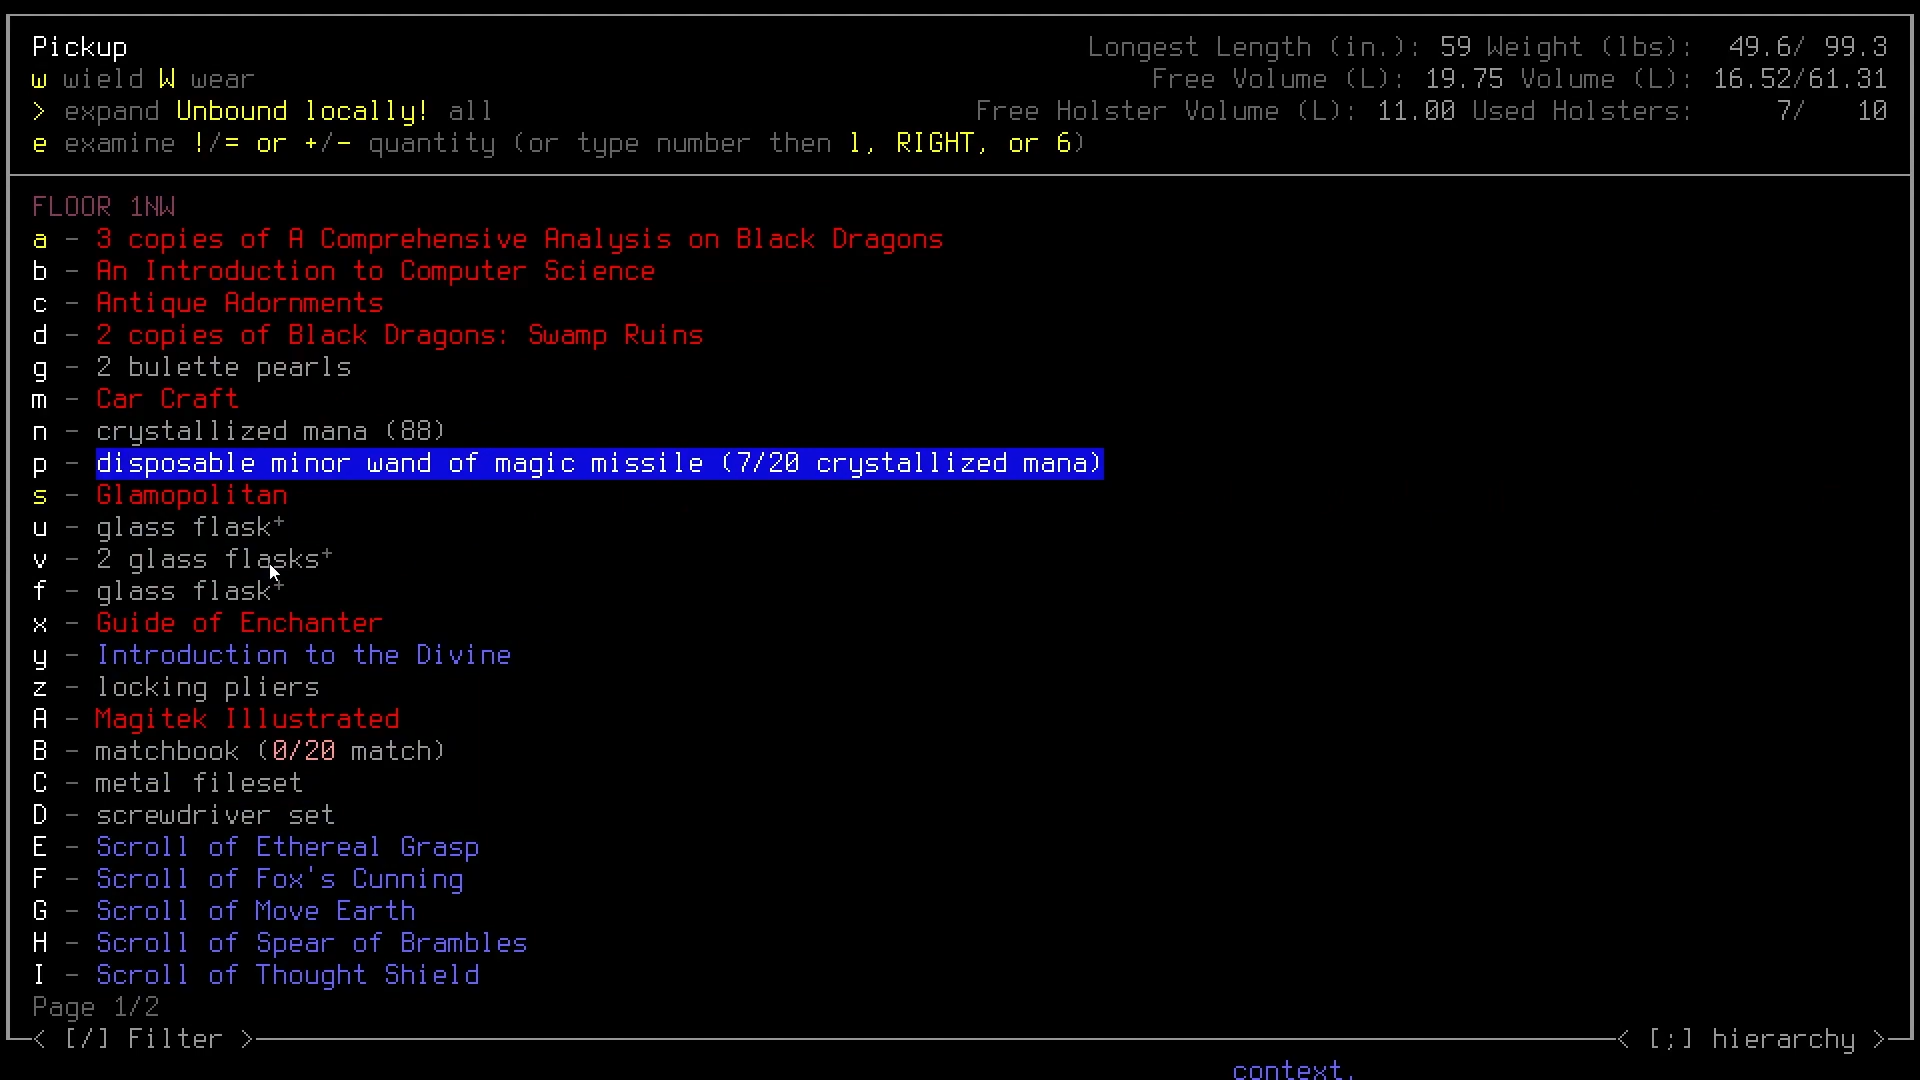 Pickup Longest Length (in.): 59 Weight (lbs): 49.6/ 99.3
w wield W wear Free Volume (L): 19.75 Volume (L): 16.52/61.31
> expand Unbound locally! all Free Holster Volume (L): 11.00 Used Holsters: 7/ 10
e examine !/= or +/- quantity (or type number then l, RIGHT, or 6)
FLOOR 1NW
a - 3 copies of A Comprehensive Analysis on Black Dragons
b - An Introduction to Computer Science
c - Antique Adornments
d - 2 copies of Black Dragons: Swamp Ruins
g - 2 bulette pearls
m - Car Craft
n - crystallized mana (88)
p - disposable minor wand of magic missile (7/20 crystallized mana)
s - Glamopolitan
u - glass flask+
v - 2 glass flasks+
f - glass flask+
x - Guide of Enchanter
y - Introduction to the Divine
z - locking pliers
A - Magitek Illustrated
B - matchbook (0/20 match)
C - metal fileset
D - screwdriver set
E - Scroll of Ethereal Grasp
F - Scroll of Fox's Cunning
G - Scroll of Move Earth
H - Scroll of Spear of Brambles
I - Scroll of Thought Shield
Page 1/2
< [/] Filter > < [;] hierarchy >
context.